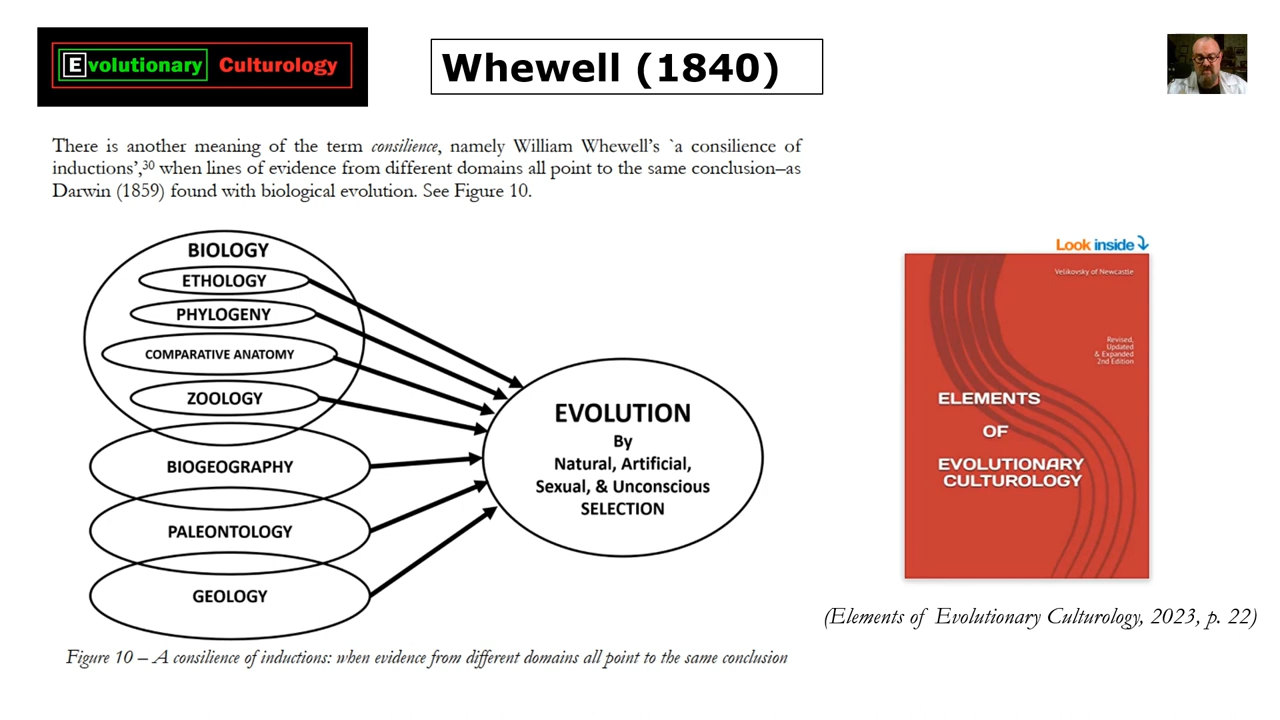 Evolutionary Culturology
Whewell (1840)
There is another meaning of the term consilience, namely William Whewell's `a consilience of
inductions',30 when lines of evidence from different domains all point to the same conclusion–as
Darwin (1859) found with biological evolution. See Figure 10.
BIOLOGY
ETHOLOGY
PHYLOGENY
COMPARATIVE ANATOMY
ZOOLOGY
BIOGEOGRAPHY
PALEONTOLOGY
GEOLOGY
EVOLUTION
By
Natural, Artificial,
Sexual, & Unconscious
SELECTION
Figure 10 – A consilience of inductions: when evidence from different domains all point to the same conclusion
Look inside
Velikovsky of Newcastle
Revised,
Updated
& Expanded
2nd Edition
ELEMENTS
OF
EVOLUTIONARY
CULTUROLOGY
(Elements of Evolutionary Culturology, 2023, p. 22)